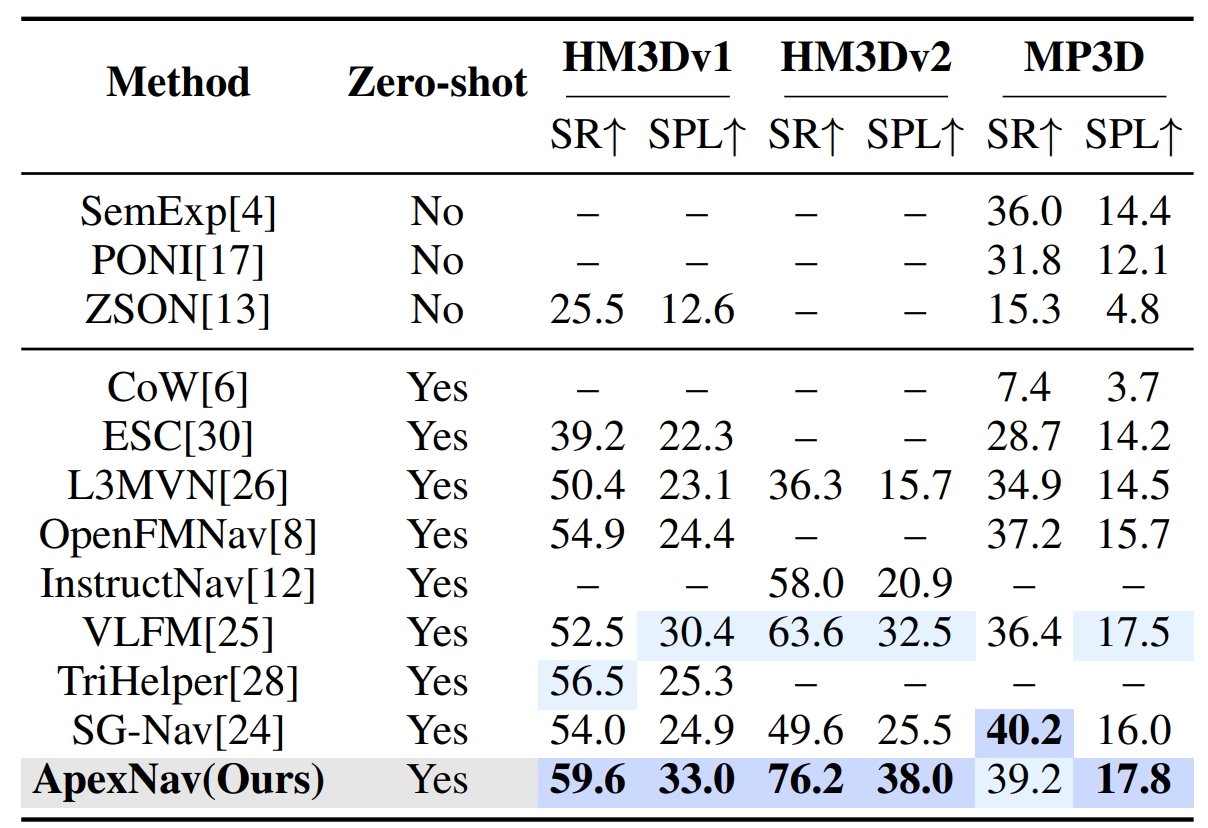 Method Zero-shot HM3Dv1 HM3Dv2 MP3D
SR↑ SPL↑ SR↑ SPL↑ SR↑ SPL↑
SemExp[4] No – – – – 36.0 14.4
PONI[17] No – – – – 31.8 12.1
ZSON[13] No 25.5 12.6 – – 15.3 4.8
CoW[6] Yes – – – – 7.4 3.7
ESC[30] Yes 39.2 22.3 – – 28.7 14.2
L3MVN[26] Yes 50.4 23.1 36.3 15.7 34.9 14.5
OpenFMNav[8] Yes 54.9 24.4 – – 37.2 15.7
InstructNav[12] Yes – – 58.0 20.9 – –
VLFM[25] Yes 52.5 30.4 63.6 32.5 36.4 17.5
TriHelper[28] Yes 56.5 25.3 – – – –
SG-Nav[24] Yes 54.0 24.9 49.6 25.5 40.2 16.0
ApexNav(Ours) Yes 59.6 33.0 76.2 38.0 39.2 17.8